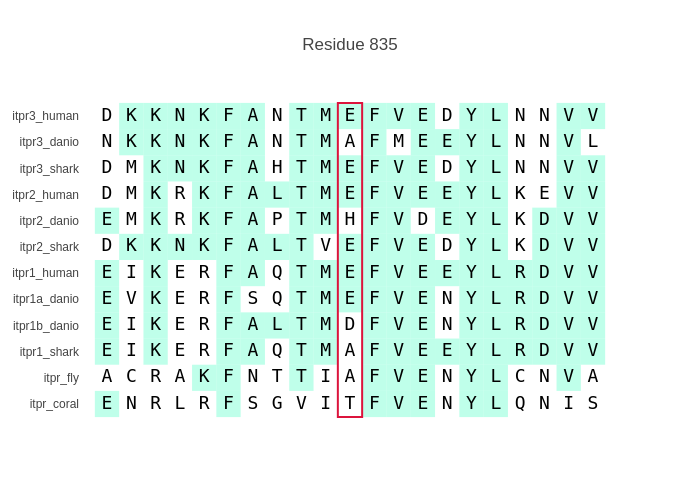 Residue 835
itpr3_human D K K N K F A N T M E F V E D Y L N N V V
itpr3_danio N K K N K F A N T M A F M E E Y L N N V L
itpr3_shark D M K N K F A H T M E F V E D Y L N N V V
itpr2_human D M K R K F A L T M E F V E E Y L K E V V
itpr2_danio E M K R K F A P T M H F V D E Y L K D V V
itpr2_shark D K K N K F A L T V E F V E D Y L K D V V
itpr1_human E I K E R F A Q T M E F V E E Y L R D V V
itpr1a_danio E V K E R F S Q T M E F V E N Y L R D V V
itpr1b_danio E I K E R F A L T M D F V E N Y L R D V V
itpr1_shark E I K E R F A Q T M A F V E E Y L R D V V
itpr_fly A C R A K F N T T I A F V E N Y L C N V A
itpr_coral E N R L R F S G V I T F V E N Y L Q N I S